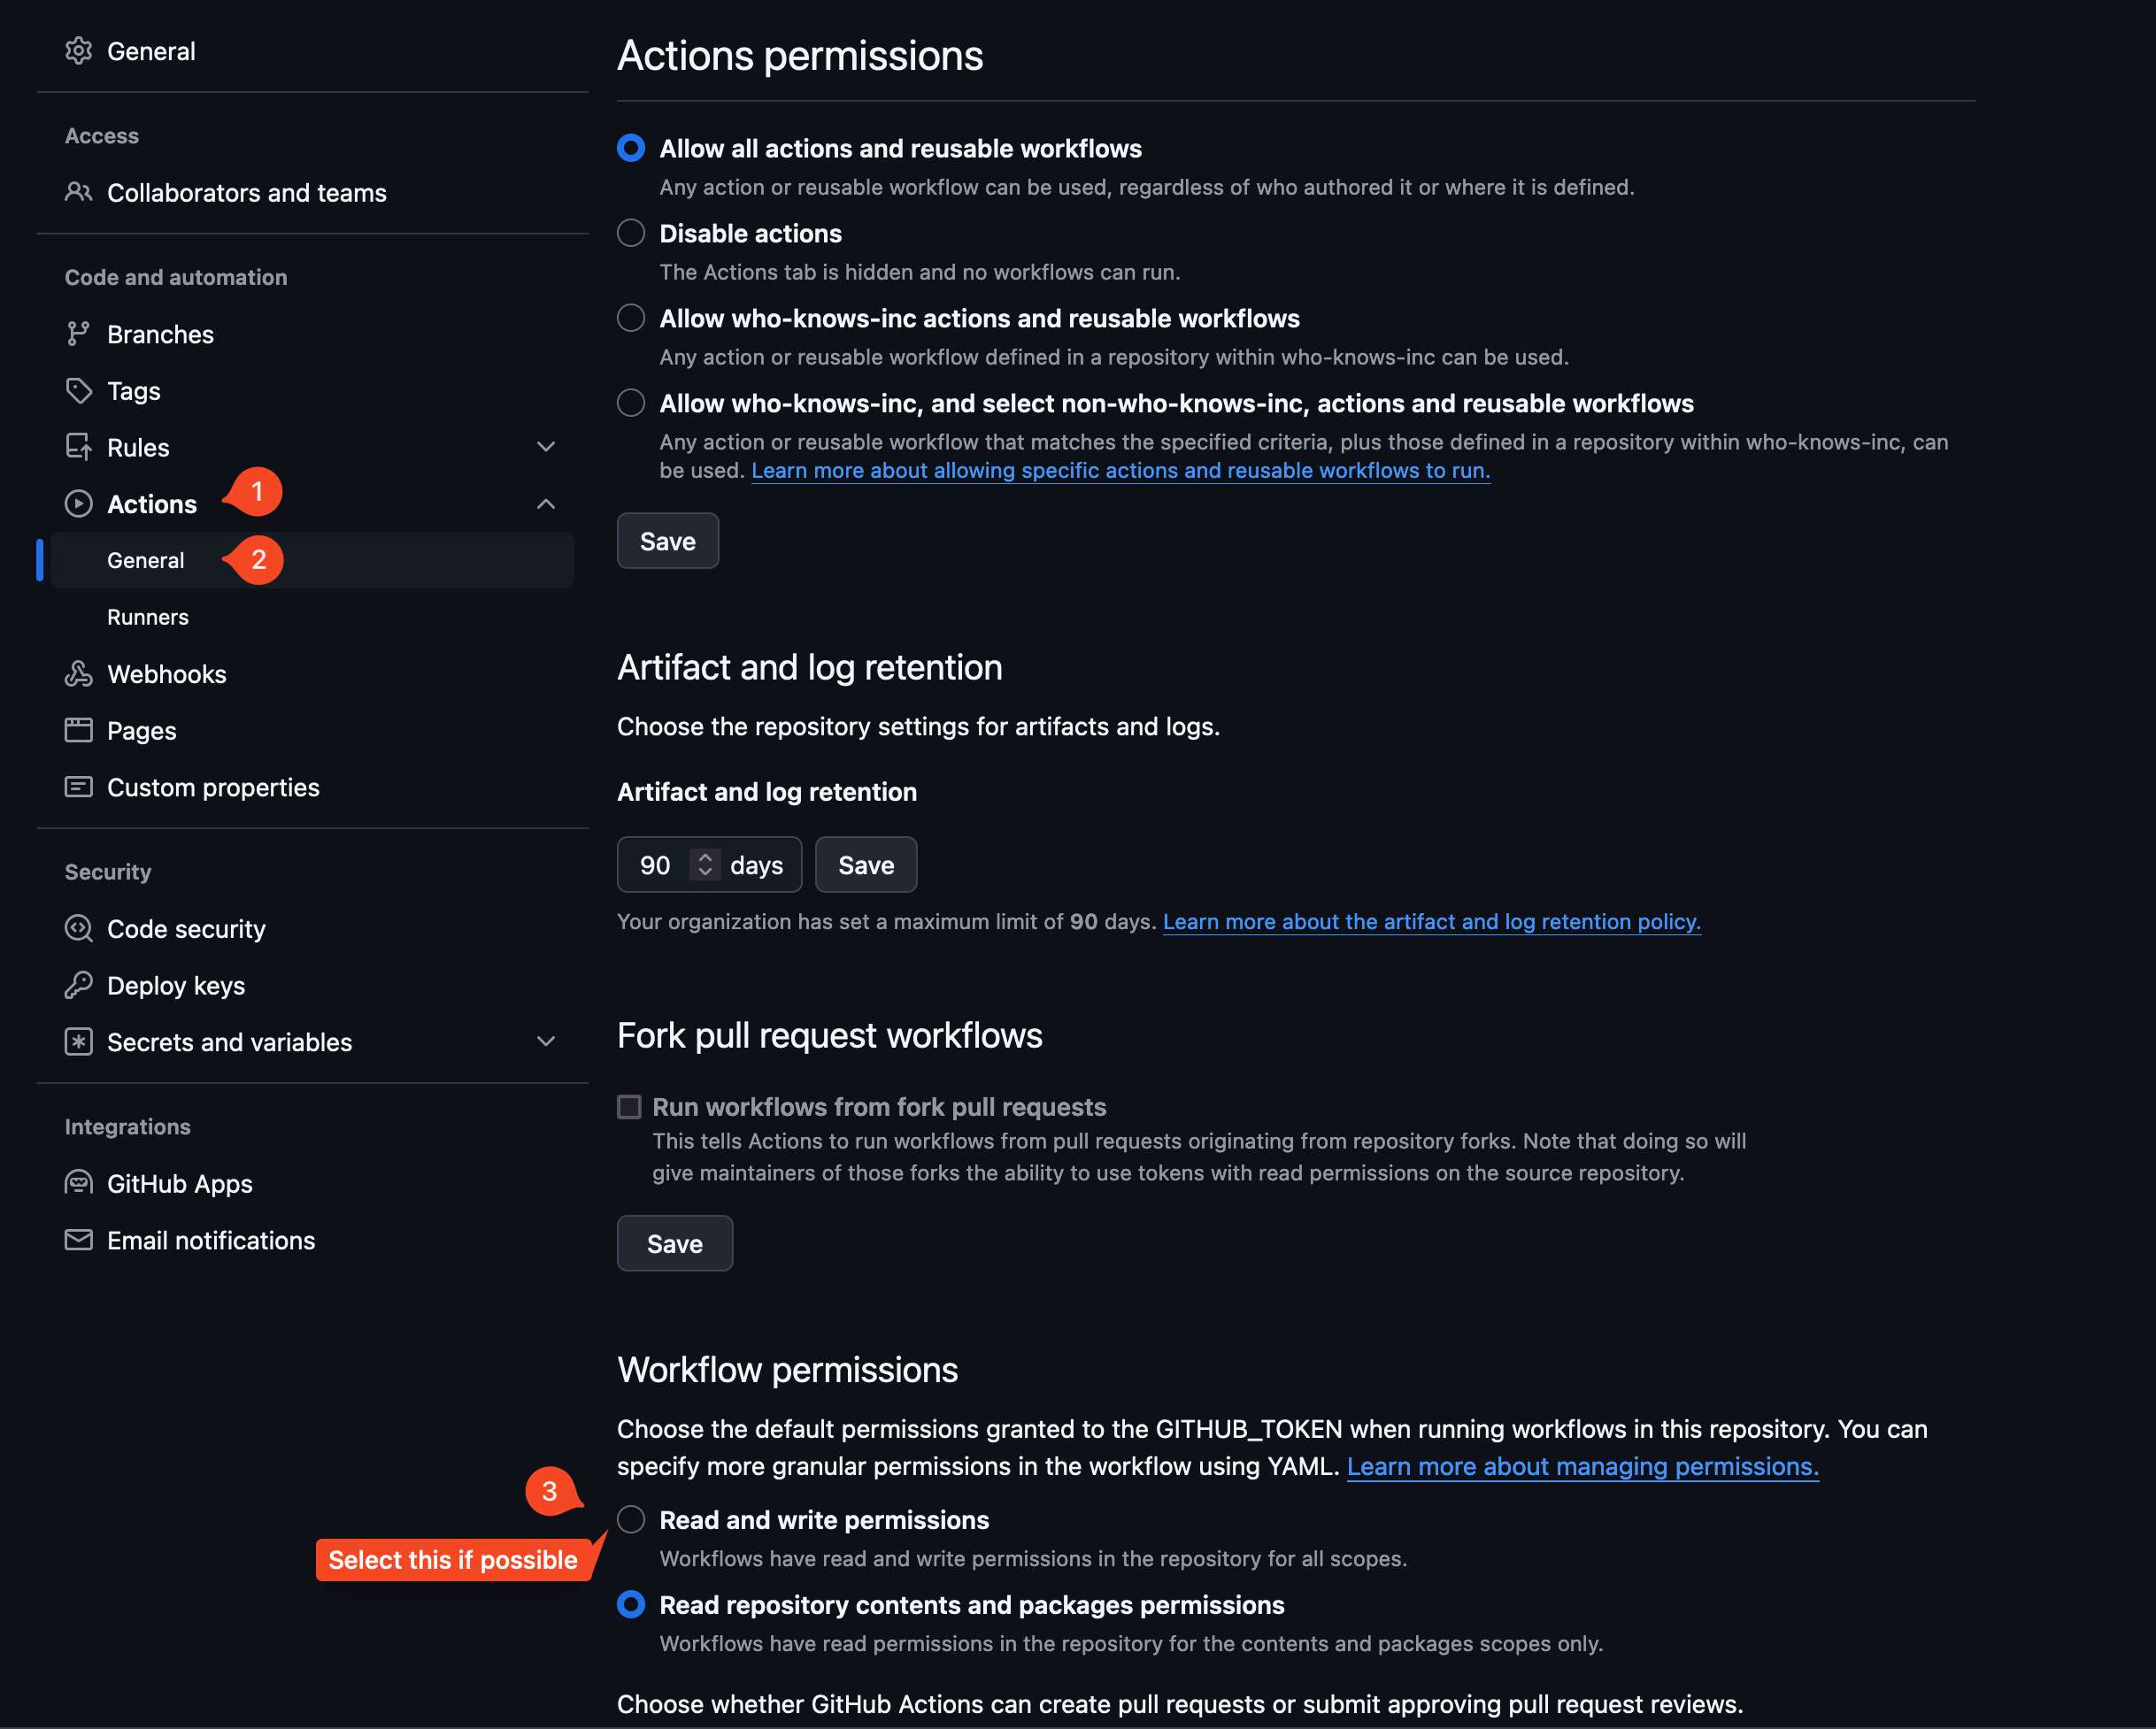 General
Access
Collaborators and teams
Code and automation
Branches
Tags
Rules
Actions
1
General
2
Runners
Webhooks
Pages
Custom properties
Security
Code security
Deploy keys
Secrets and variables
Integrations
GitHub Apps
Email notifications
Actions permissions
Allow all actions and reusable workflows
Any action or reusable workflow can be used, regardless of who authored it or where it is defined.
Disable actions
The Actions tab is hidden and no workflows can run.
Allow who-knows-inc actions and reusable workflows
Any action or reusable workflow defined in a repository within who-knows-inc can be used.
Allow who-knows-inc, and select non-who-knows-inc, actions and reusable workflows
Any action or reusable workflow that matches the specified criteria, plus those defined in a repository within who-knows-inc, can
be used. Learn more about allowing specific actions and reusable workflows to run.
Save
Artifact and log retention
Choose the repository settings for artifacts and logs.
Artifact and log retention
90 days Save
Your organization has set a maximum limit of 90 days. Learn more about the artifact and log retention policy.
Fork pull request workflows
Run workflows from fork pull requests
This tells Actions to run workflows from pull requests originating from repository forks. Note that doing so will
give maintainers of those forks the ability to use tokens with read permissions on the source repository.
Save
Workflow permissions
Choose the default permissions granted to the GITHUB_TOKEN when running workflows in this repository. You can
specify more granular permissions in the workflow using YAML. Learn more about managing permissions.
3
Read and write permissions
Select this if possible
Workflows have read and write permissions in the repository for all scopes.
Read repository contents and packages permissions
Workflows have read permissions in the repository for the contents and packages scopes only.
Choose whether GitHub Actions can create pull requests or submit approving pull request reviews.